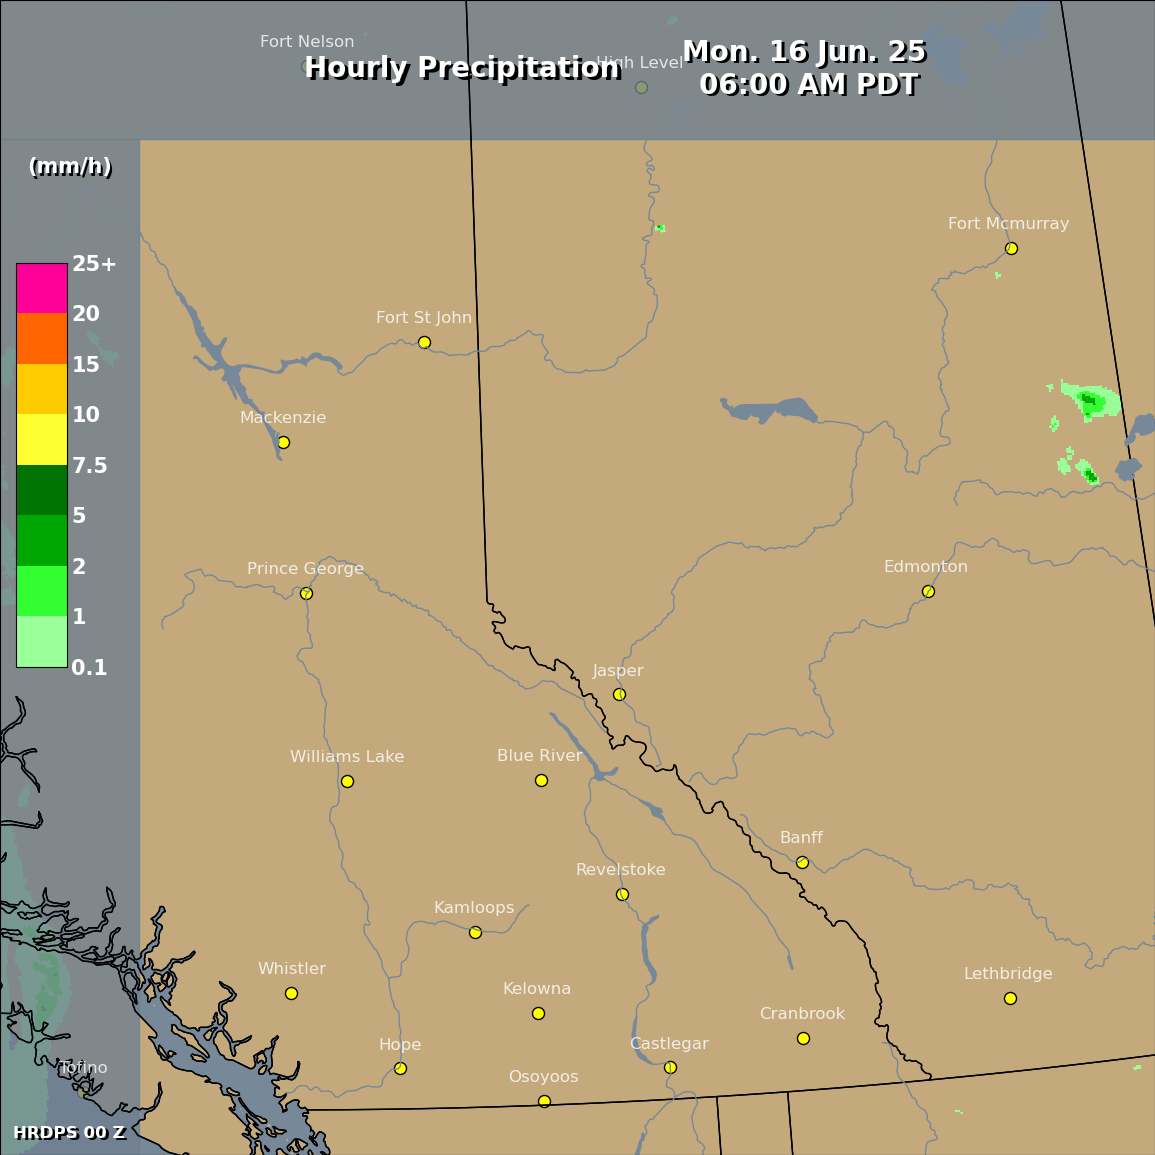 Fort Nelson
Hourly Precipitation
High Level
Mon. 16 Jun. 25
06:00 AM PDT
(mm/h)
25+
20
15
10
7.5
5
2
1
0.1
Fort Mcmurray
Fort St John
Mackenzie
Prince George
Edmonton
Jasper
Williams Lake
Blue River
Banff
Revelstoke
Kamloops
Whistler
Kelowna
Lethbridge
Cranbrook
Hope
Castlegar
Tofino
Osoyoos
HRDPS 00 Z